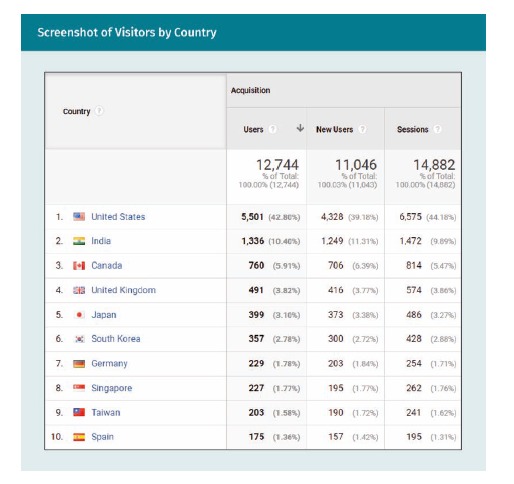 Screenshot of Visitors by Country
Acquisition
Country ?
Users ? New Users ? Sessions ?
12,744 11,046 14,882
% of Total: % of Total: % of Total:
100.00% (12,744) 100.03% (11,043) 100.00% (14,882)
1. United States 5,501 (42.80%) 4,328 (39.18%) 6,575 (44.18%)
2. India 1,336 (10.40%) 1,249 (11.31%) 1,472 (9.89%)
3. Canada 760 (5.91%) 706 (6.39%) 814 (5.47%)
4. United Kingdom 491 (3.82%) 416 (3.77%) 574 (3.86%)
5. Japan 399 (3.10%) 373 (3.38%) 486 (3.27%)
6. South Korea 357 (2.78%) 300 (2.72%) 428 (2.88%)
7. Germany 229 (1.78%) 203 (1.84%) 254 (1.71%)
8. Singapore 227 (1.77%) 195 (1.77%) 262 (1.76%)
9. Taiwan 203 (1.58%) 190 (1.72%) 241 (1.62%)
10. Spain 175 (1.36%) 157 (1.42%) 195 (1.31%)